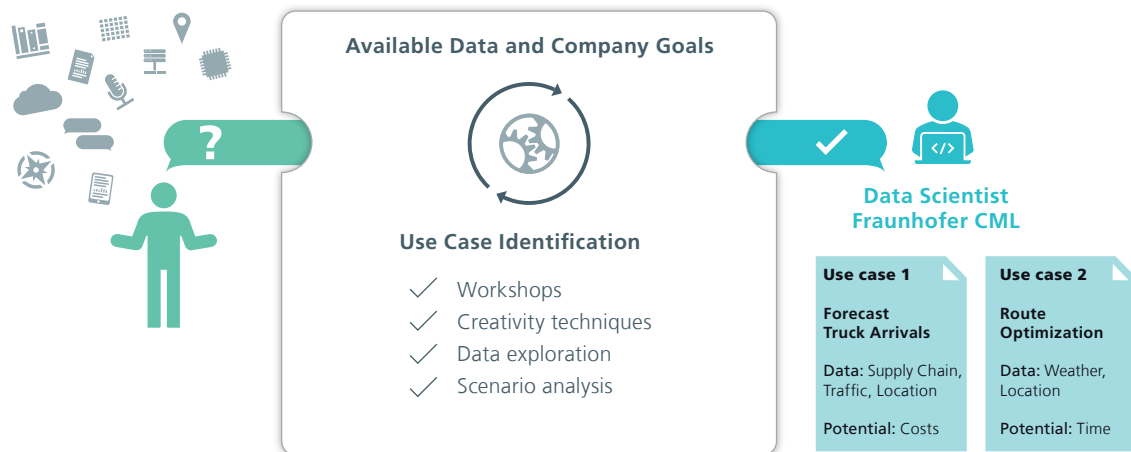 Available Data and Company Goals
?
Use Case Identification
Workshops
Creativity techniques
Data exploration
Scenario analysis
</>
Data Scientist
Fraunhofer CML
Use case 1
Forecast
Truck Arrivals
Data: Supply Chain,
Traffic, Location
Potential: Costs
Use case 2
Route
Optimization
Data: Weather,
Location
Potential: Time